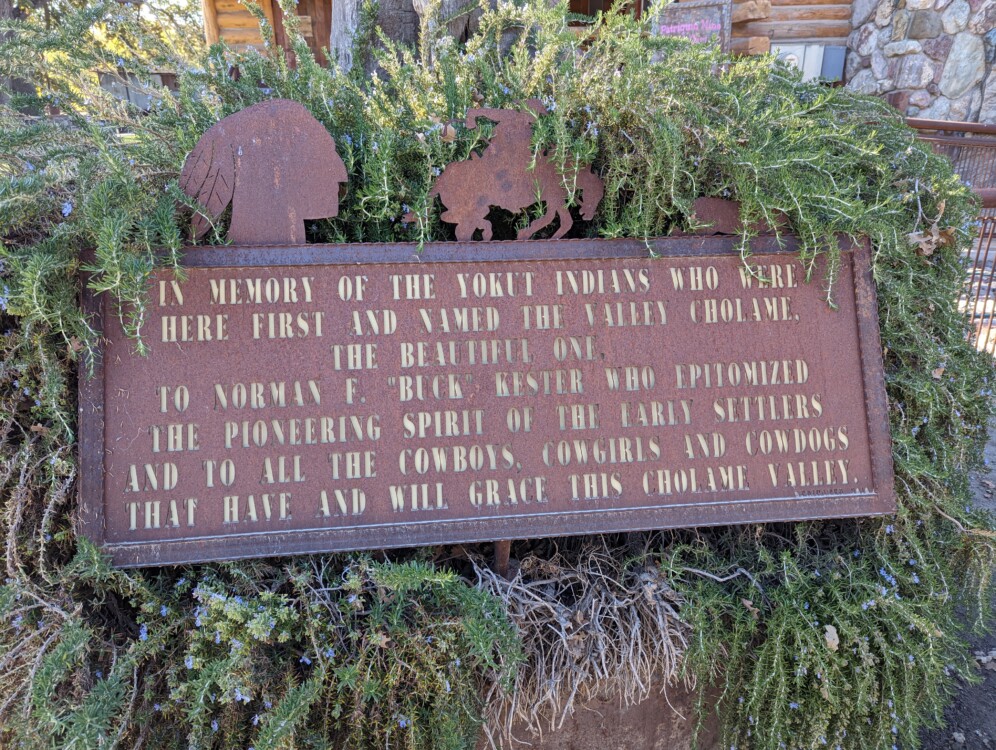 IN MEMORY OF THE YOKUT INDIANS WHO WERE
HERE FIRST AND NAMED THE VALLEY CHOLAME,
THE BEAUTIFUL ONE.
TO NORMAN F. "BUCK" KESTER WHO EPITOMIZED
THE PIONEERING SPIRIT OF THE EARLY SETTLERS
AND TO ALL THE COWBOYS, COWGIRLS AND COWDOGS
THAT HAVE AND WILL GRACE THIS CHOLAME VALLEY.